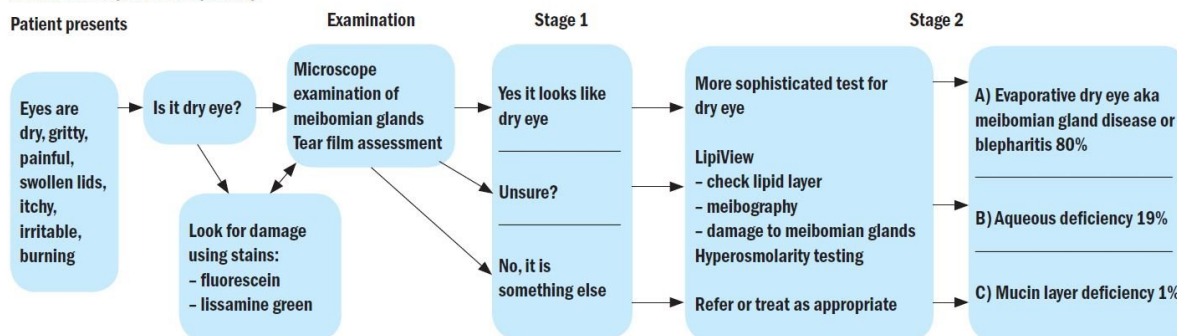 Patient presents
Examination
Stage 1
Stage 2
Eyes are
dry, gritty,
painful,
swollen lids,
itchy,
irritable,
burning
Is it dry eye?
Look for damage
using stains:
– fluorescein
– lissamine green
Microscope
examination of
meibomian glands
Tear film assessment
Yes it looks like
dry eye
Unsure?
No, it is
something else
More sophisticated test for
dry eye
LipiView
– check lipid layer
– meibography
– damage to meibomian glands
Hyperosmolarity testing
Refer or treat as appropriate
A) Evaporative dry eye aka
meibomian gland disease or
blepharitis 80%
B) Aqueous deficiency 19%
C) Mucin layer deficiency 1%